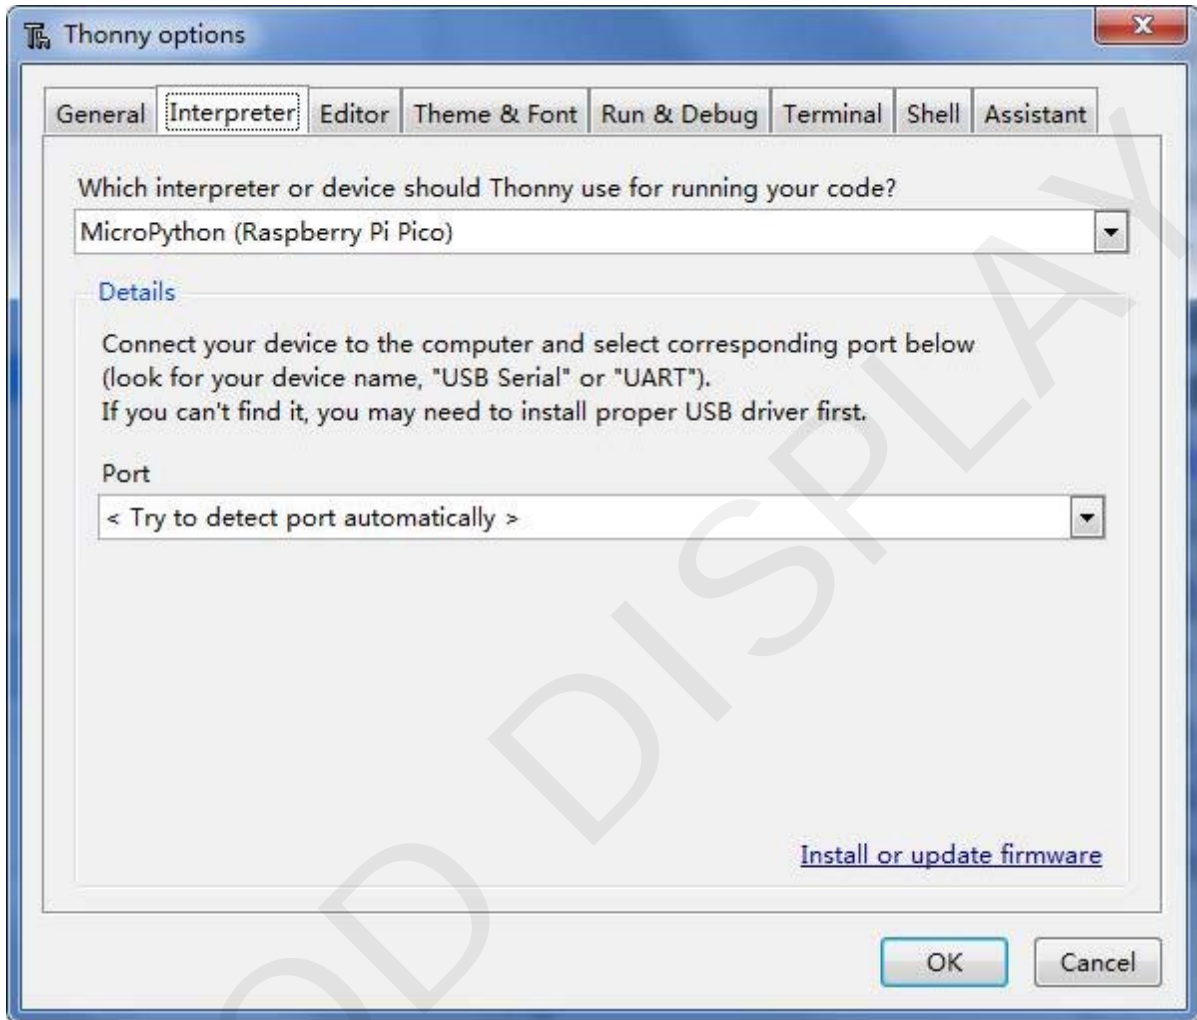 Thonny options
General Interpreter Editor Theme & Font Run & Debug Terminal Shell Assistant
Which interpreter or device should Thonny use for running your code?
MicroPython (Raspberry Pi Pico)
Details
Connect your device to the computer and select corresponding port below
(look for your device name, "USB Serial" or "UART").
If you can't find it, you may need to install proper USB driver first.
Port
< Try to detect port automatically >
Install or update firmware
OK Cancel
DISPLAY